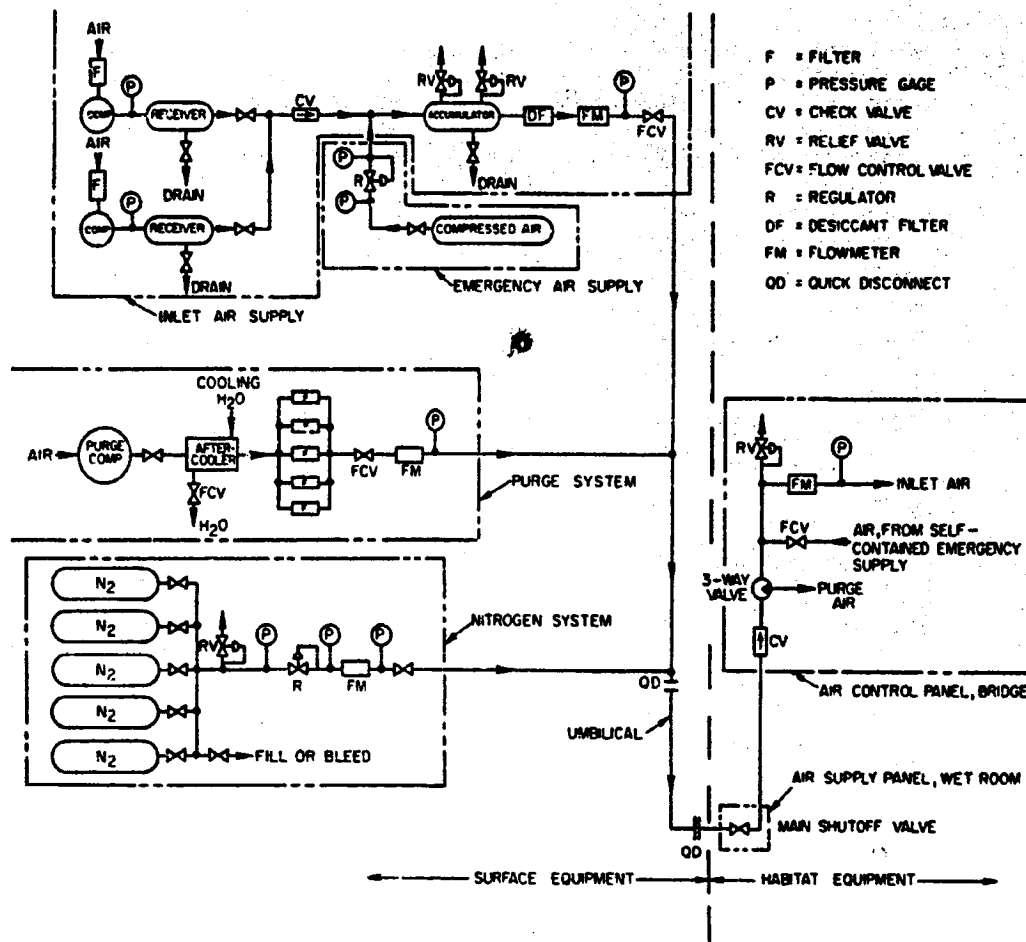 AIR
F
P
COMP
RECEIVER
DRAIN
AIR
F
P
COMP
RECEIVER
DRAIN
INLET AIR SUPPLY
CV
RV
RV
ACCUMULATOR
DRAIN
DF
FM
P
FCV
P
R
P
COMPRESSED AIR
EMERGENCY AIR SUPPLY
F = FILTER
P = PRESSURE GAGE
CV = CHECK VALVE
RV = RELIEF VALVE
FCV = FLOW CONTROL VALVE
R = REGULATOR
DF = DESICCANT FILTER
FM = FLOWMETER
QD = QUICK DISCONNECT
AIR
PURGE
COMP
COOLING
H2O
AFTER-
COOLER
FCV
H2O
F
F
F
F
F
FCV
FM
P
PURGE SYSTEM
N2
N2
N2
N2
N2
RV
P
R
P
FM
P
FILL OR BLEED
NITROGEN SYSTEM
QD
UMBILICAL
QD
RV
FM
P
INLET AIR
FCV
AIR, FROM SELF-
CONTAINED EMERGENCY
SUPPLY
3-WAY
VALVE
PURGE
AIR
CV
AIR CONTROL PANEL, BRIDGE
AIR SUPPLY PANEL, WET ROOM
MAIN SHUTOFF VALVE
SURFACE EQUIPMENT
HABITAT EQUIPMENT